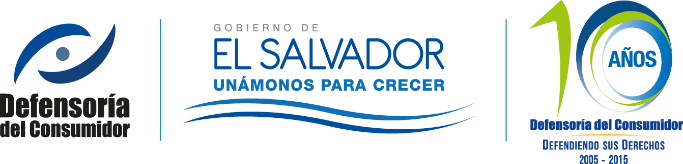 Defensoría
del Consumidor
GOBIERNO DE
EL SALVADOR
UNÁMONOS PARA CRECER
10 AÑOS
Defensoría del Consumidor
DEFENDIENDO SUS DERECHOS
2005 - 2015